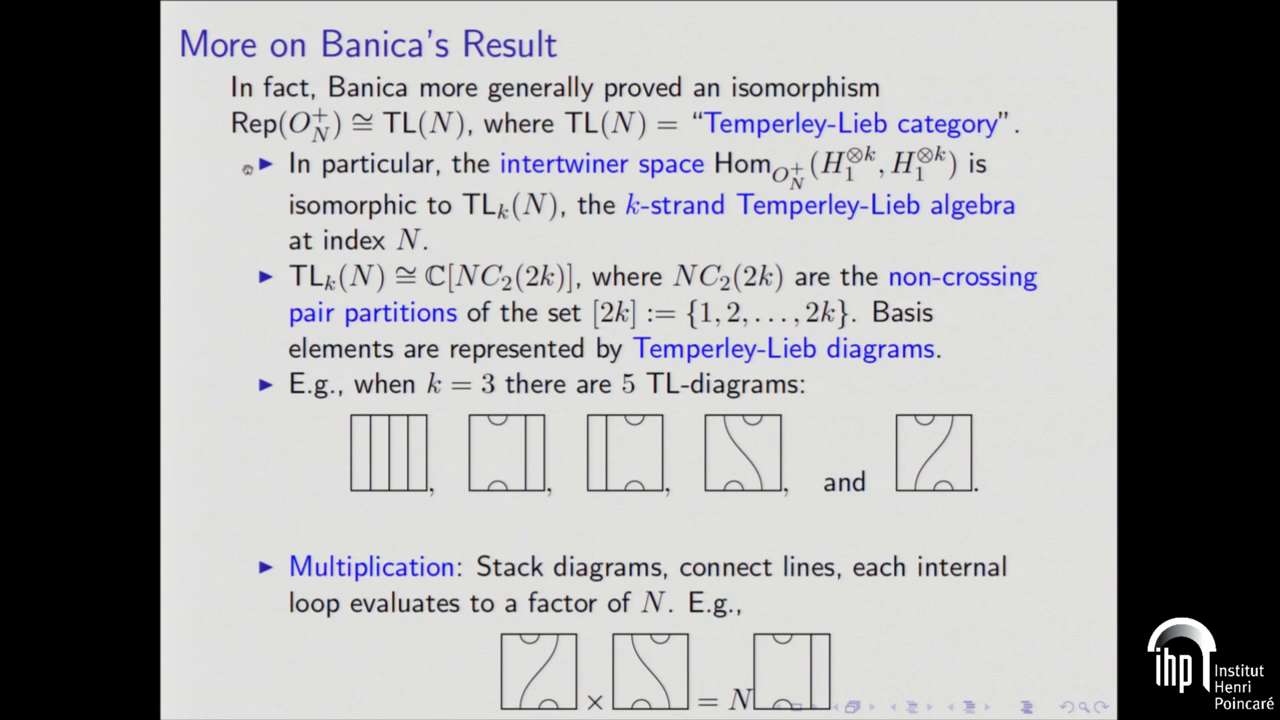 More on Banica's Result
In fact, Banica more generally proved an isomorphism
Rep(O_N^+) ≅ TL(N), where TL(N) = “Temperley-Lieb category”.
▶ In particular, the intertwiner space Hom_{O_N^+}(H_1^{⊗k}, H_1^{⊗k}) is
isomorphic to TL_k(N), the k-strand Temperley-Lieb algebra
at index N.
▶ TL_k(N) ≅ ℂ[NC_2(2k)], where NC_2(2k) are the non-crossing
pair partitions of the set [2k] := {1, 2, . . . , 2k}. Basis
elements are represented by Temperley-Lieb diagrams.
▶ E.g., when k = 3 there are 5 TL-diagrams:
, , , , and .
▶ Multiplication: Stack diagrams, connect lines, each internal
loop evaluates to a factor of N. E.g.,
× = N
ihp Institut
Henri
Poincaré